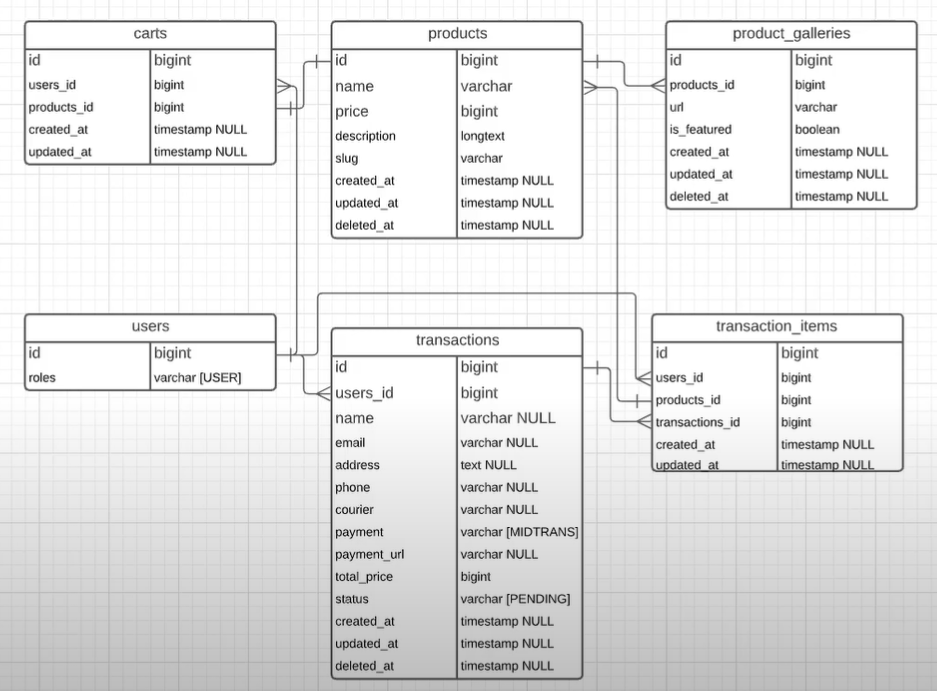 carts
id bigint
users_id bigint
products_id bigint
created_at timestamp NULL
updated_at timestamp NULL
products
id bigint
name varchar
price bigint
description longtext
slug varchar
created_at timestamp NULL
updated_at timestamp NULL
deleted_at timestamp NULL
product_galleries
id bigint
products_id bigint
url varchar
is_featured boolean
created_at timestamp NULL
updated_at timestamp NULL
deleted_at timestamp NULL
users
id bigint
roles varchar [USER]
transactions
id bigint
users_id bigint
name varchar NULL
email varchar NULL
address text NULL
phone varchar NULL
courier varchar NULL
payment varchar [MIDTRANS]
payment_url varchar NULL
total_price bigint
status varchar [PENDING]
created_at timestamp NULL
updated_at timestamp NULL
deleted_at timestamp NULL
transaction_items
id bigint
users_id bigint
products_id bigint
transactions_id bigint
created_at timestamp NULL
updated_at timestamp NULL